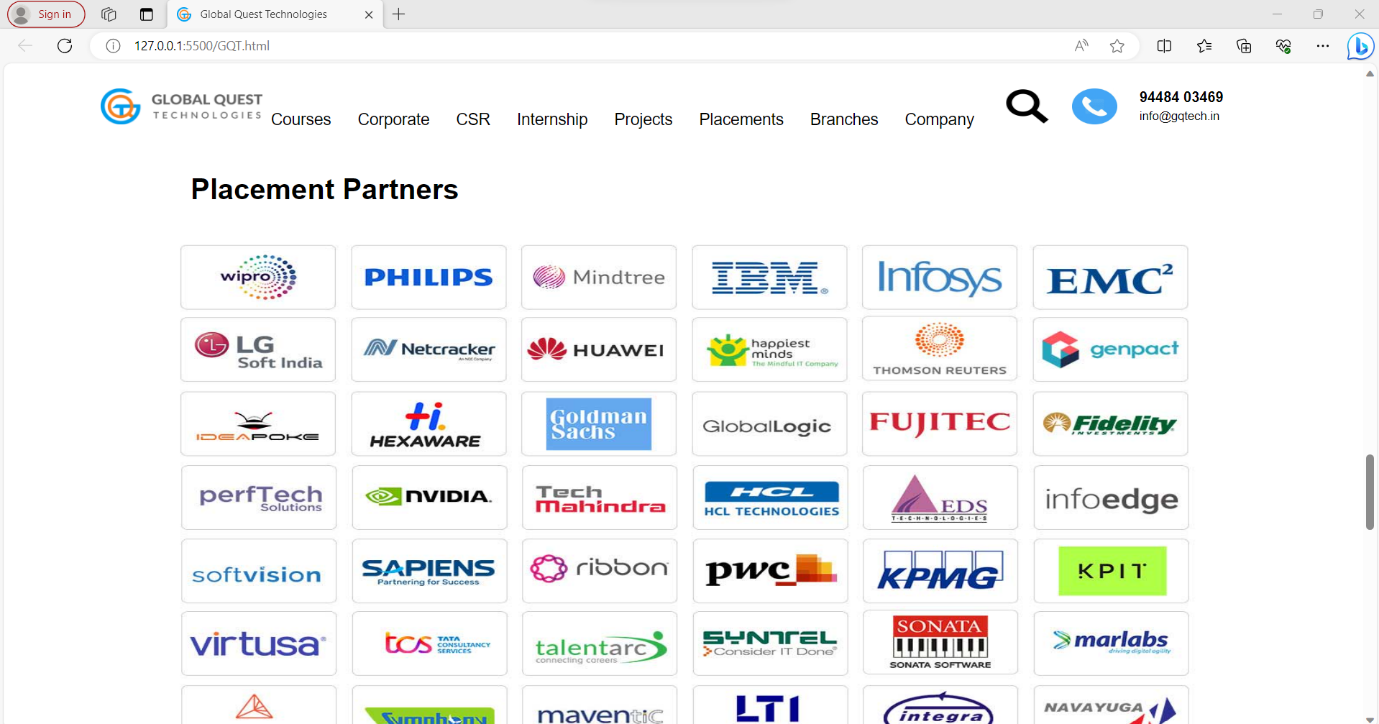 Sign in
Global Quest Technologies
127.0.0.1:5500/GQT.html
GLOBAL QUEST
TECHNOLOGIES
Courses Corporate CSR Internship Projects Placements Branches Company
94484 03469
info@gqtech.in
Placement Partners
wipro
PHILIPS
Mindtree
IBM®
Infosys
EMC²
LG
Soft India
Netcracker
HUAWEI
happiest
minds
The Mindful IT Company
THOMSON REUTERS
genpact
IDEAPOKE
Hi.
HEXAWARE
Goldman
Sachs
GlobalLogic
FUJITEC
Fidelity
INVESTMENTS
perfTech
Solutions
NVIDIA.
Tech
Mahindra
HCL
HCL TECHNOLOGIES
EDS
TECHNOLOGIES
infoedge
softvision
SAPIENS
Partnering for Success
ribbon
pwc
KPMG
KPIT
virtusa
tcs TATA
CONSULTANCY
SERVICES
talentarc
connecting careers
SYNTEL
Consider IT Done®
SONATA
SONATA SOFTWARE
marlabs
driving digital agility
Symphony
maventic
LTI
integra
NAVAYUGA